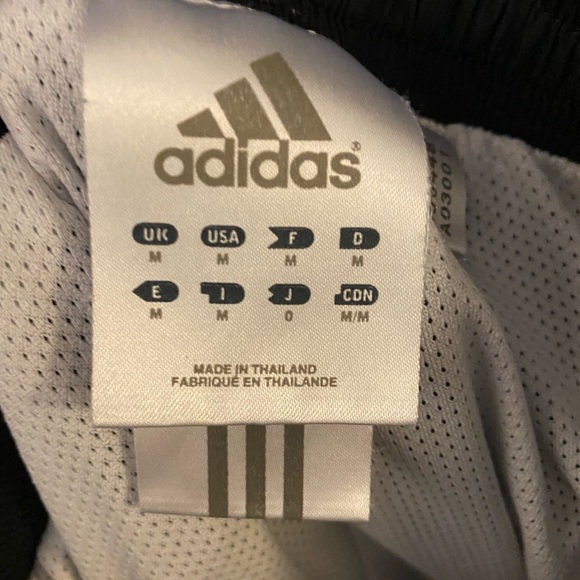 adidas®
UK USA F D
M M M M
E I J CDN
M M O M/M
MADE IN THAILAND
FABRIQUÉ EN THAILANDE